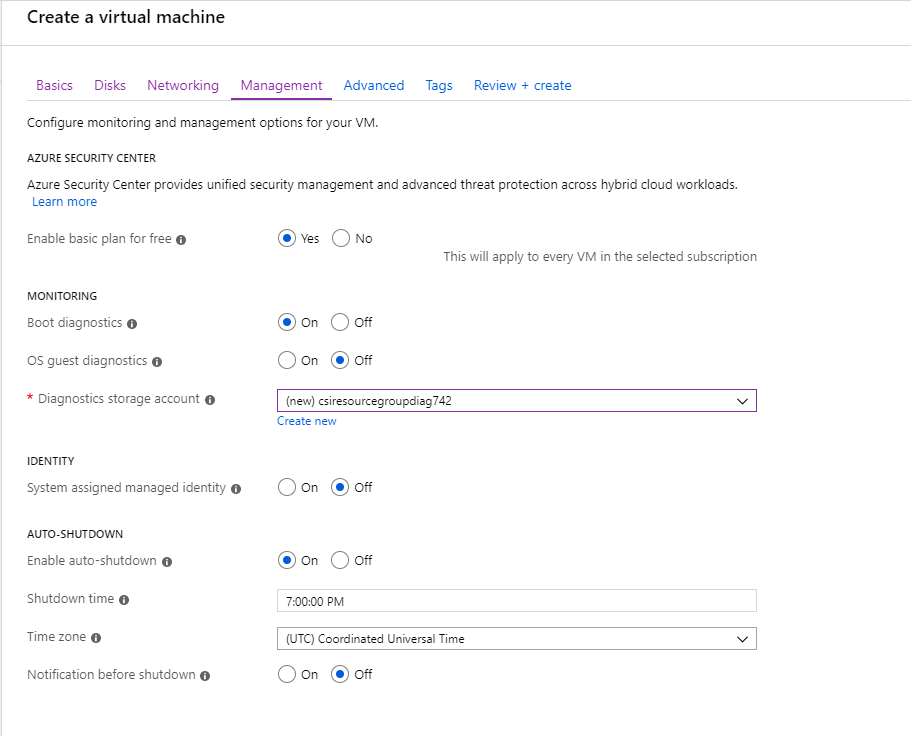 Create a virtual machine
Basics Disks Networking Management Advanced Tags Review + create
Configure monitoring and management options for your VM.
AZURE SECURITY CENTER
Azure Security Center provides unified security management and advanced threat protection across hybrid cloud workloads.
Learn more
Enable basic plan for free Yes No
This will apply to every VM in the selected subscription
MONITORING
Boot diagnostics On Off
OS guest diagnostics On Off
* Diagnostics storage account (new) csiresourcegroupdiag742
Create new
IDENTITY
System assigned managed identity On Off
AUTO-SHUTDOWN
Enable auto-shutdown On Off
Shutdown time 7:00:00 PM
Time zone (UTC) Coordinated Universal Time
Notification before shutdown On Off